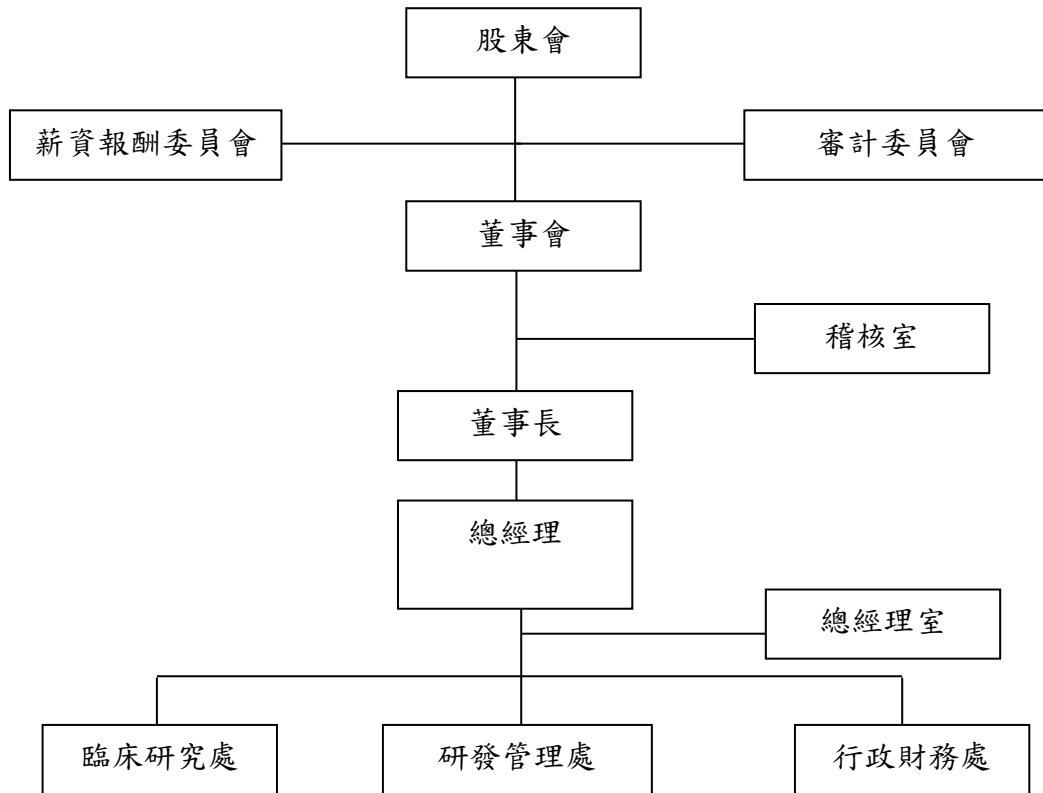 股東會
薪資報酬委員會
審計委員會
董事會
稽核室
董事長
總經理
總經理室
臨床研究處
研發管理處
行政財務處